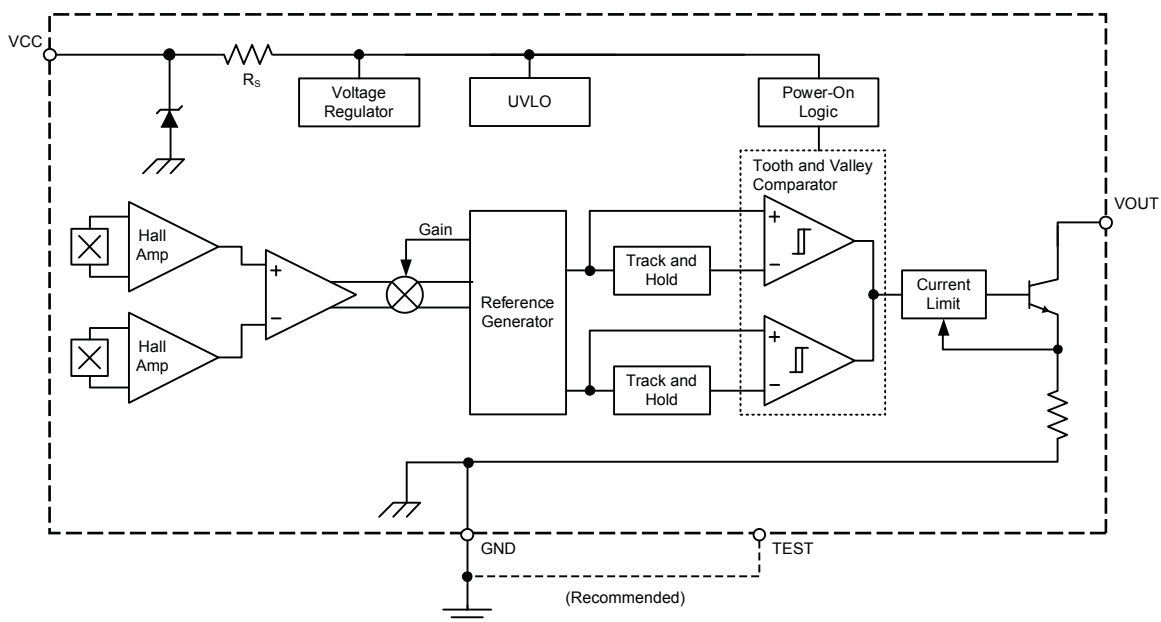 VCC
R_S
Voltage
Regulator
UVLO
Power-On
Logic
Tooth and Valley
Comparator
VOUT
Hall
Amp
+
−
Gain
Reference
Generator
Track and
Hold
+
−
Current
Limit
Hall
Amp
Track and
Hold
+
−
GND
TEST
(Recommended)